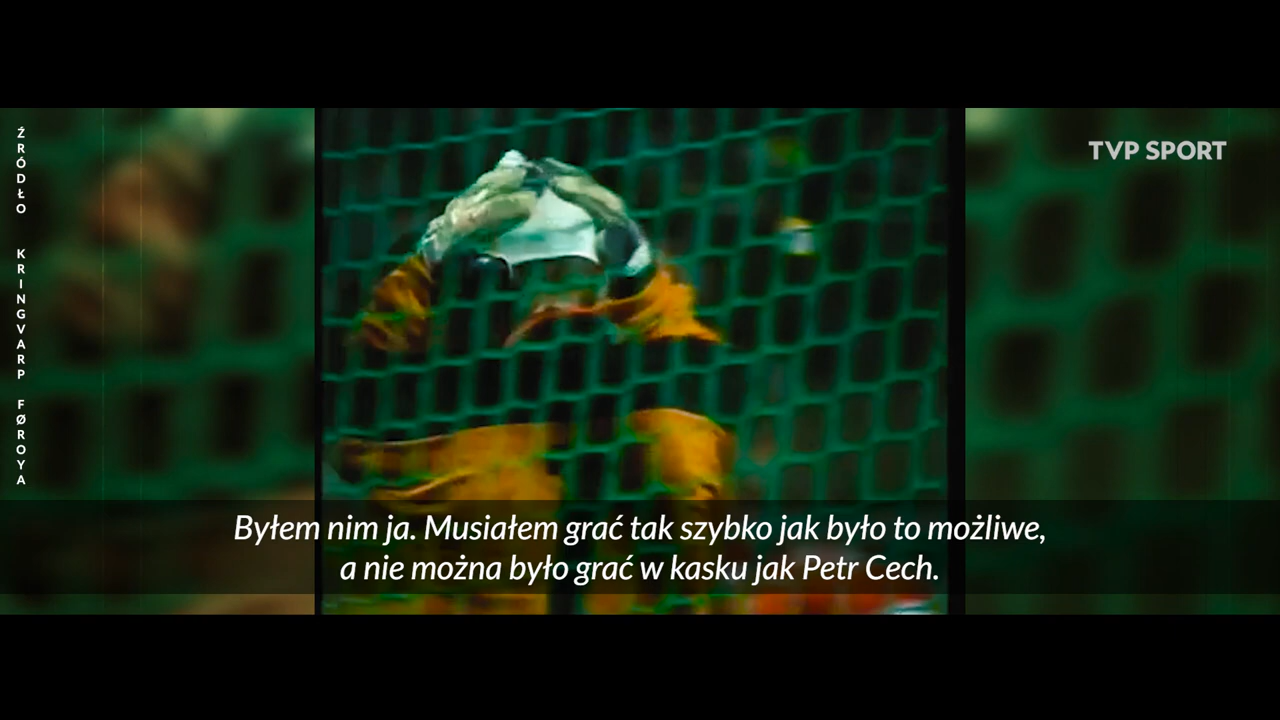 ŹRÓDŁO KRINGVARP FØROYA
TVP SPORT
Byłem nim ja. Musiałem grać tak szybko jak było to możliwe,
a nie można było grać w kasku jak Petr Cech.